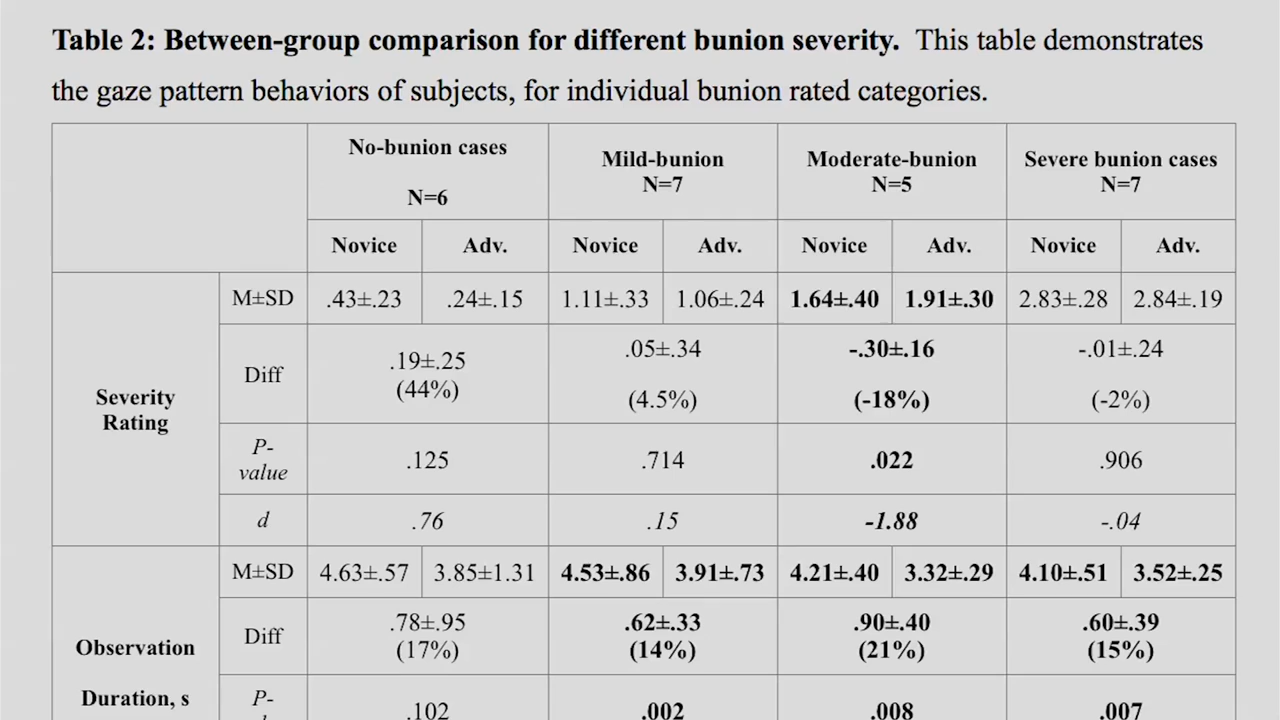 Table 2: Between-group comparison for different bunion severity. This table demonstrates
the gaze pattern behaviors of subjects, for individual bunion rated categories.
No-bunion cases
N=6
Mild-bunion
N=7
Moderate-bunion
N=5
Severe bunion cases
N=7
Novice Adv. Novice Adv. Novice Adv. Novice Adv.
Severity
Rating
M±SD .43±.23 .24±.15 1.11±.33 1.06±.24 1.64±.40 1.91±.30 2.83±.28 2.84±.19
Diff
.19±.25
(44%)
.05±.34
(4.5%)
-.30±.16
(-18%)
-.01±.24
(-2%)
P-
value
.125 .714 .022 .906
d .76 .15 -1.88 -.04
Observation
Duration, s
M±SD 4.63±.57 3.85±1.31 4.53±.86 3.91±.73 4.21±.40 3.32±.29 4.10±.51 3.52±.25
Diff
.78±.95
(17%)
.62±.33
(14%)
.90±.40
(21%)
.60±.39
(15%)
P-
.102 .002 .008 .007